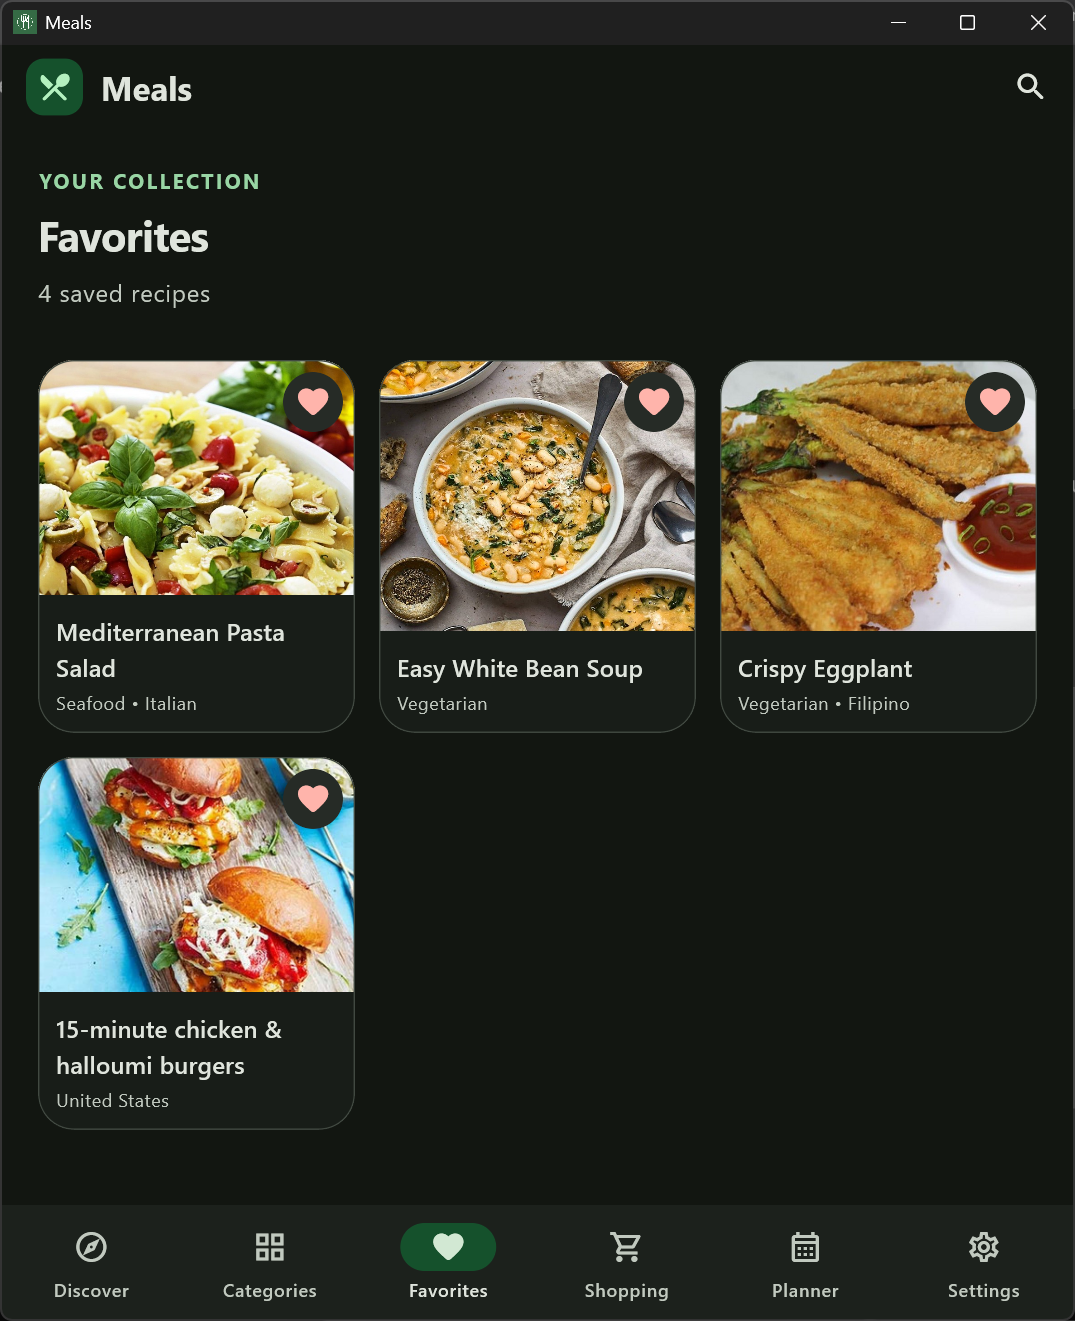 Meals
Meals
YOUR COLLECTION
Favorites
4 saved recipes
Mediterranean Pasta
Salad
Seafood • Italian
Easy White Bean Soup
Vegetarian
Crispy Eggplant
Vegetarian • Filipino
15-minute chicken &
halloumi burgers
United States
Discover
Categories
Favorites
Shopping
Planner
Settings